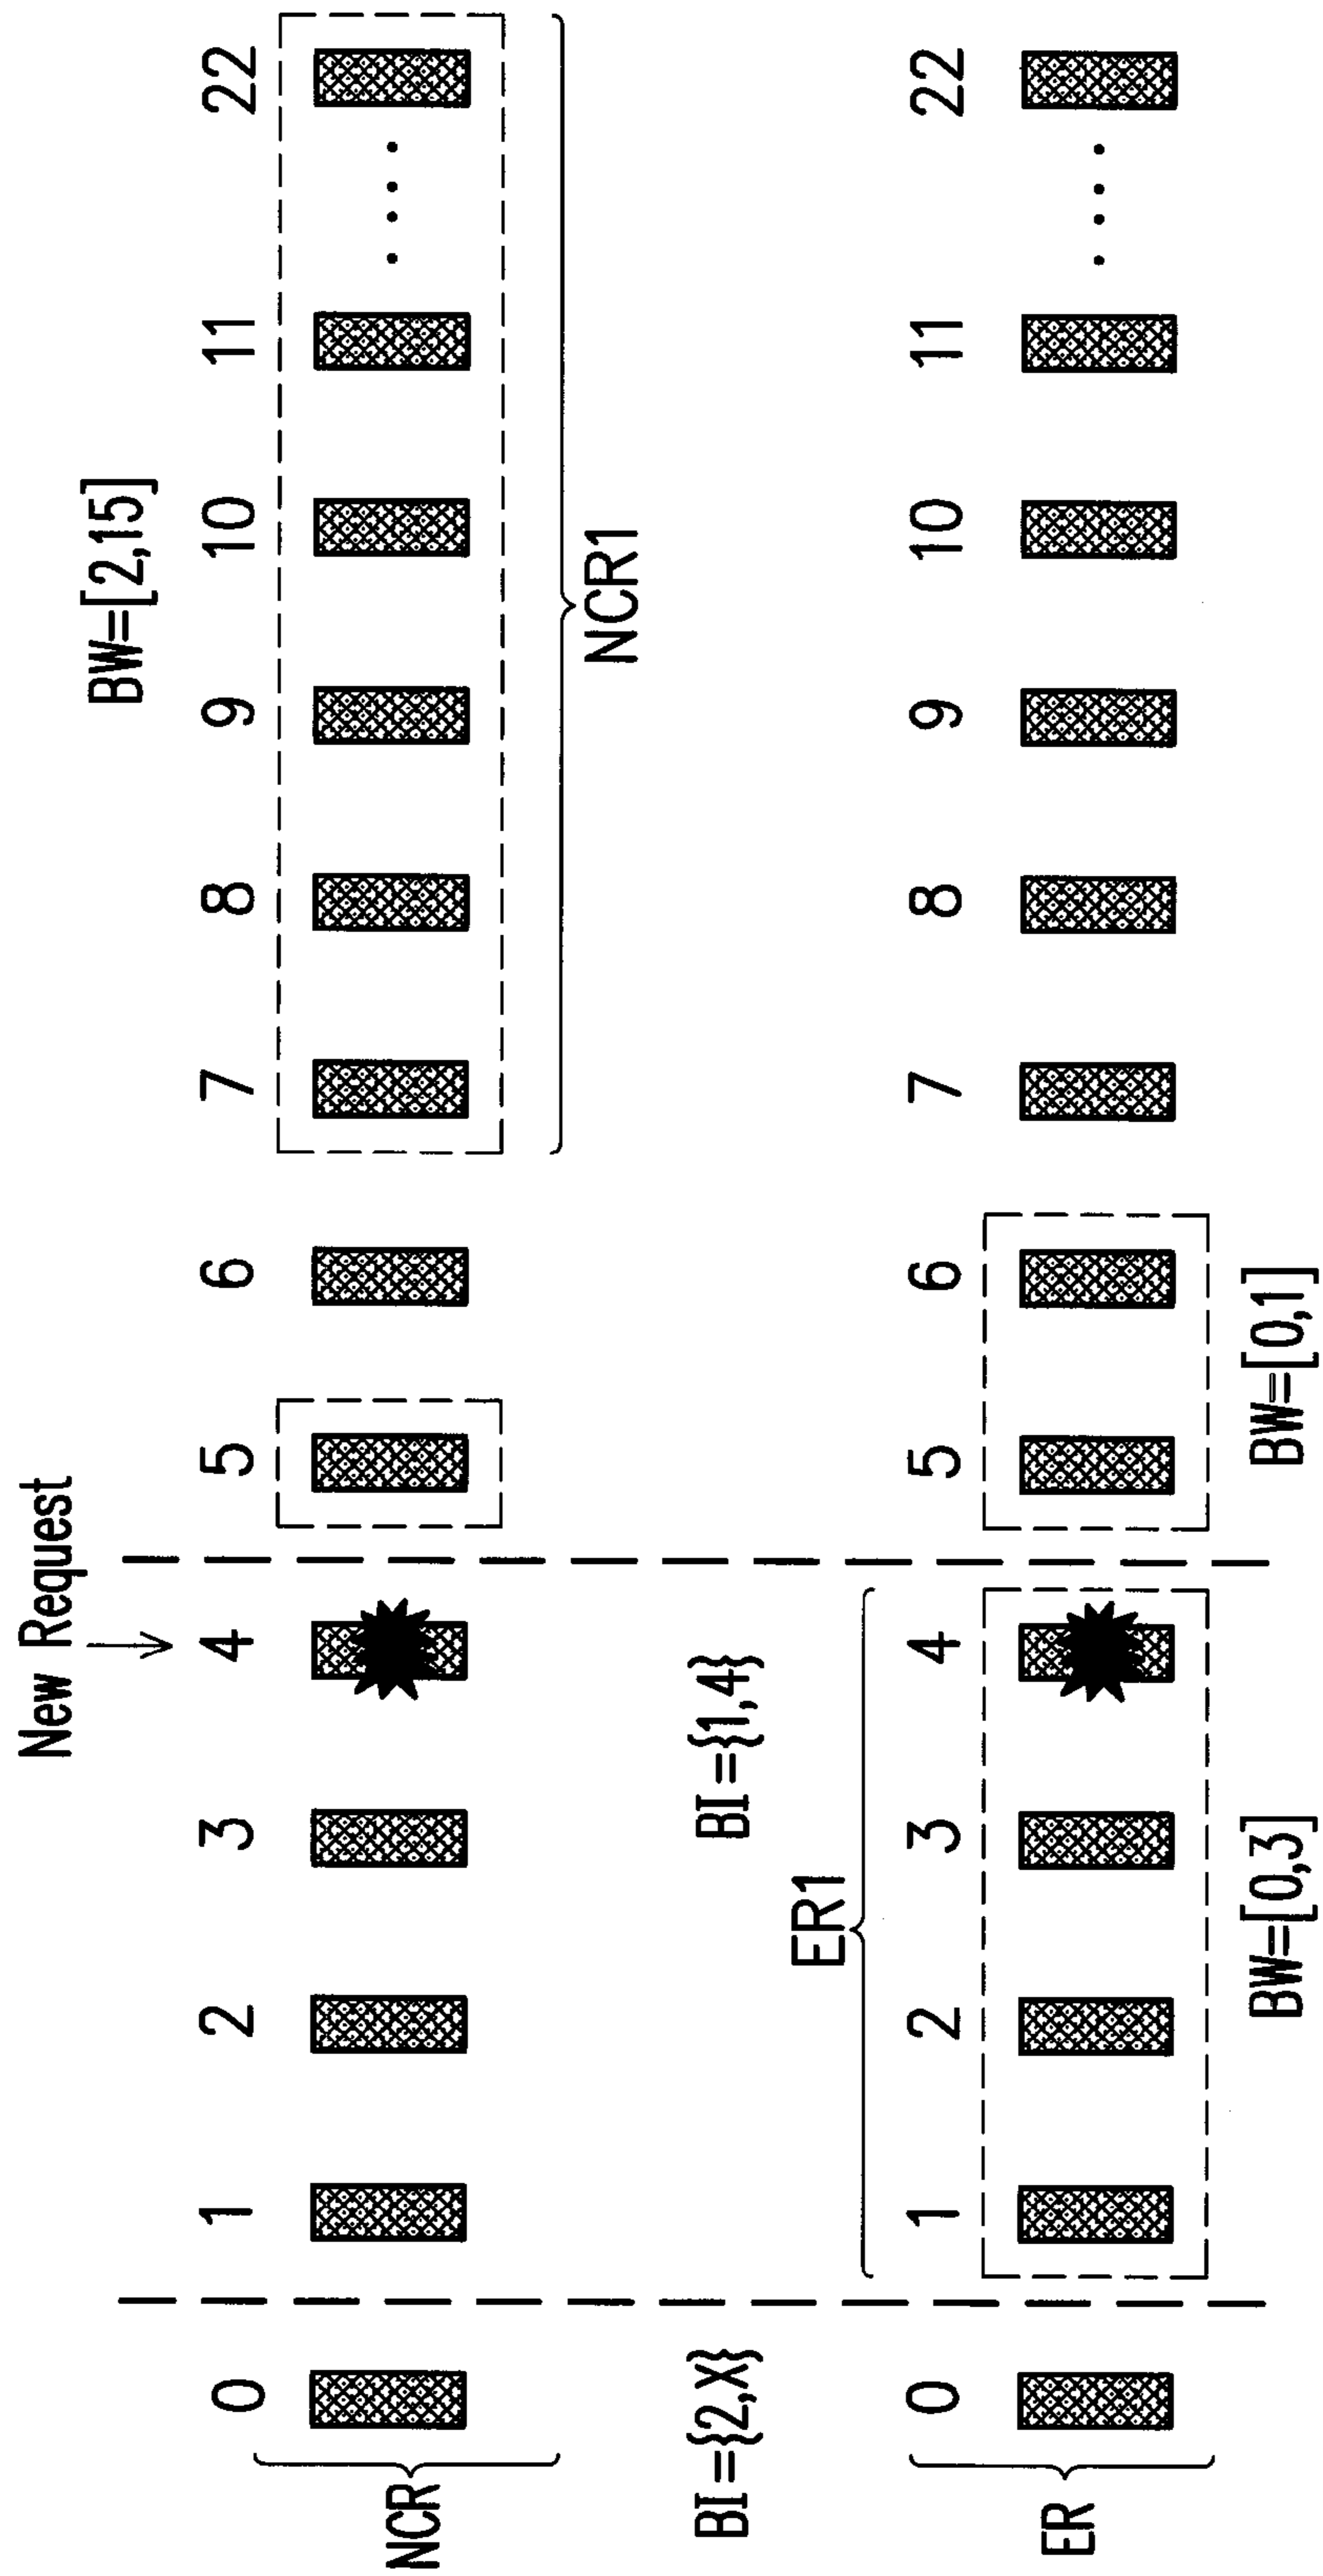 New Request
BW=[2,15]
0 1 2 3 4 5 6 7 8 9 10 11 22
NCR
NCR1
BI={2,X} BI={1,4}
ER1
0 1 2 3 4 5 6 7 8 9 10 11 22
ER
BW=[0,3] BW=[0,1]